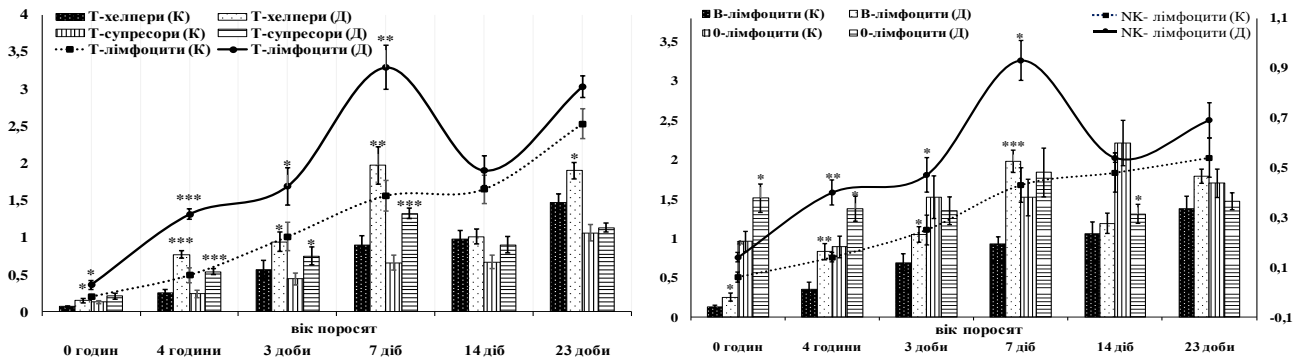 Т-хелпери (К) Т-хелпери (Д)
Т-супресори (К) Т-супресори (Д)
Т-лімфоцити (К) Т-лімфоцити (Д)
4
3,5
3
2,5
2
1,5
1
0,5
0
* * *** *** *** * * * ** ** *** *
вік поросят
0 годин 4 години 3 доби 7 діб 14 діб 23 доби
В-лімфоцити (К) В-лімфоцити (Д)
0-лімфоцити (К) 0-лімфоцити (Д)
NK- лімфоцити (К)
NK- лімфоцити (Д)
3,5
3
2,5
2
1,5
1
0,5
0
* * ** ** * * * * *** *
1,1
0,9
0,7
0,5
0,3
0,1
-0,1
вік поросят
0 годин 4 години 3 доби 7 діб 14 діб 23 доби